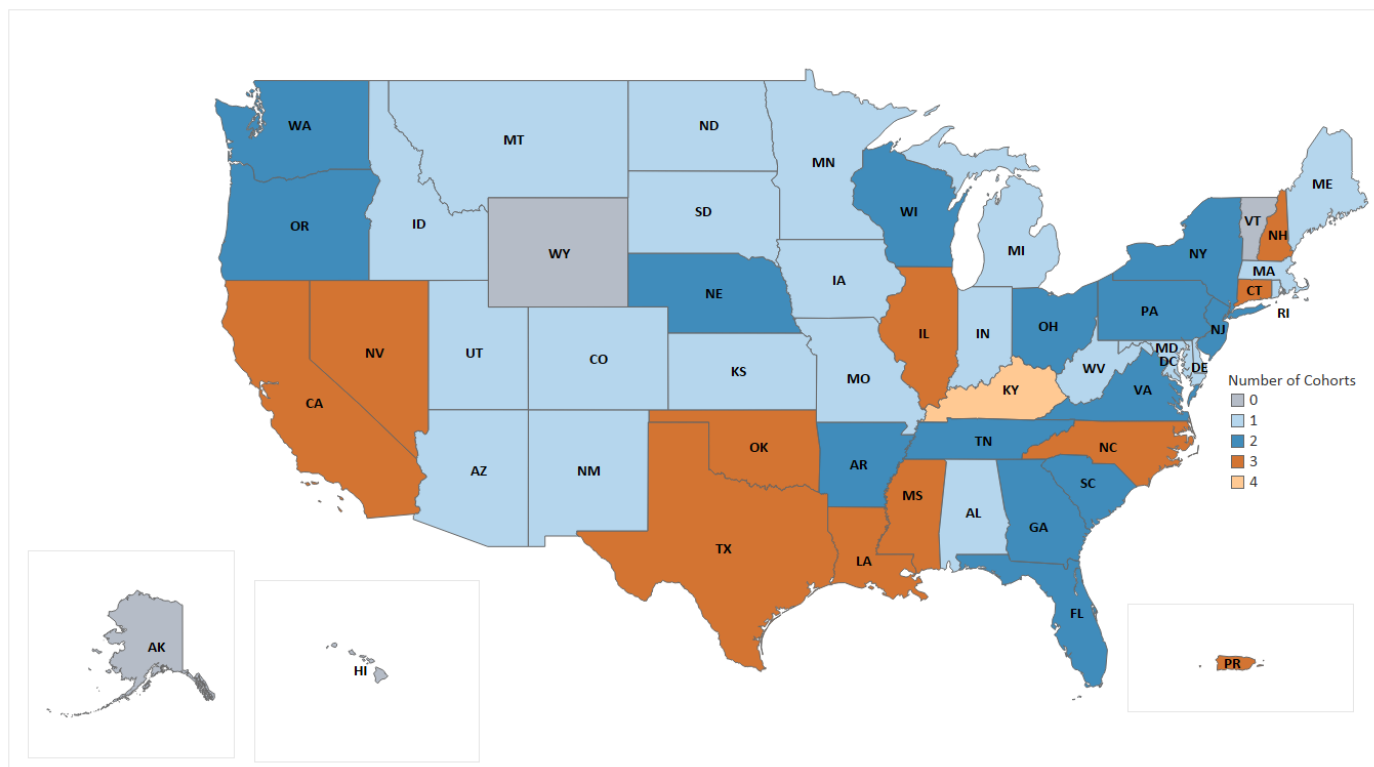 WA
MT
ND
MN
ME
OR
ID
SD
WI
MI
VT
NH
WY
NY
MA
IA
NE
CT
PA
RI
NV
UT
CO
IL
IN
OH
NJ
KS
MO
WV
MD
DC
DE
CA
KY
VA
Number of Cohorts
0
1
2
3
4
AZ
NM
OK
AR
TN
NC
MS
AL
GA
SC
TX
LA
FL
AK
HI
PR